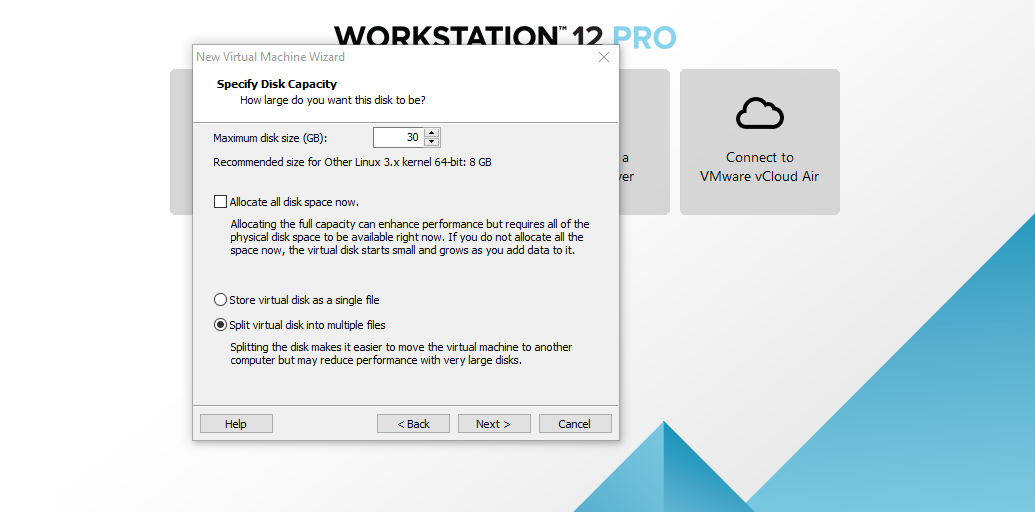 WORKSTATION™ 12 PRO
New Virtual Machine Wizard
Specify Disk Capacity
How large do you want this disk to be?
Maximum disk size (GB):
30
Recommended size for Other Linux 3.x kernel 64-bit: 8 GB
Allocate all disk space now.
Allocating the full capacity can enhance performance but requires all of the
physical disk space to be available right now. If you do not allocate all the
space now, the virtual disk starts small and grows as you add data to it.
Store virtual disk as a single file
Split virtual disk into multiple files
Splitting the disk makes it easier to move the virtual machine to another
computer but may reduce performance with very large disks.
Help
< Back
Next >
Cancel
a
ver
Connect to
VMware vCloud Air